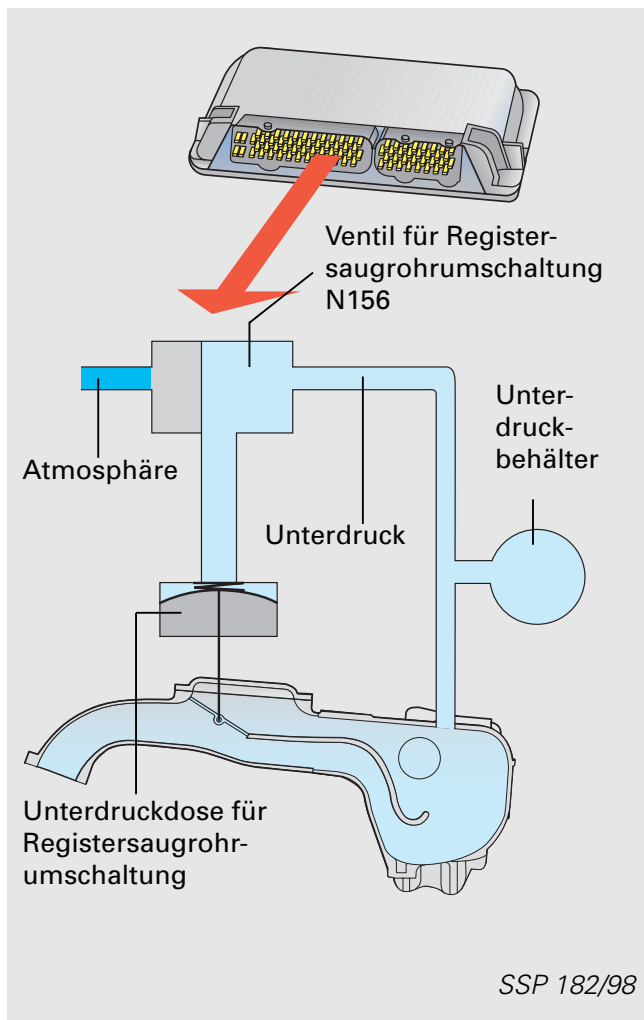 Ventil für Register-
saugrohrumschaltung
N156
Unter-
druck-
behälter
Atmosphäre
Unterdruck
Unterdruckdose für
Registersaugrohr-
umschaltung
SSP 182/98